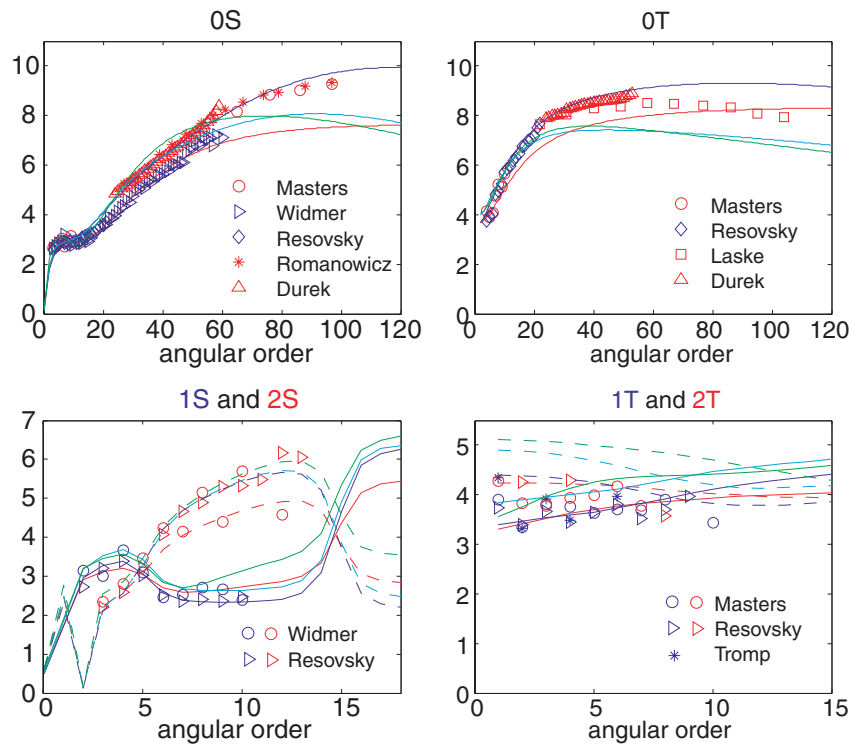 0S
10
8
6
4
2
0
0 20 40 60 80 100 120
angular order
Masters
Widmer
Resovsky
Romanowicz
Durek
0T
10
8
6
4
2
0
0 20 40 60 80 100 120
angular order
Masters
Resovsky
Laske
Durek
1S and 2S
7
6
5
4
3
2
1
0
0 5 10 15
angular order
Widmer
Resovsky
1T and 2T
5
4
3
2
1
0
0 5 10 15
angular order
Masters
Resovsky
Tromp